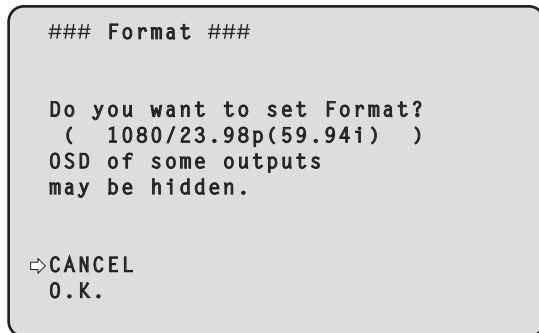 ### Format ###
Do you want to set Format?
( 1080/23.98p(59.94i) )
OSD of some outputs
may be hidden.
⇨CANCEL
O.K.